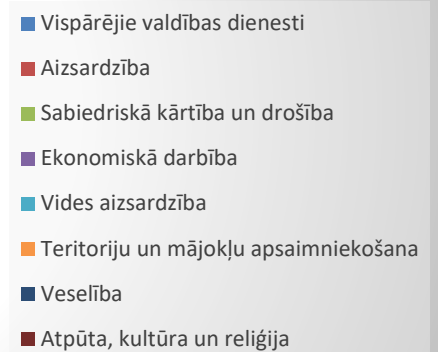 Vispārējie valdības dienesti
Aizsardzība
Sabiedriskā kārtība un drošība
Ekonomiskā darbība
Vides aizsardzība
Teritoriju un mājokļu apsaimniekošana
Veselība
Atpūta, kultūra un reliģija